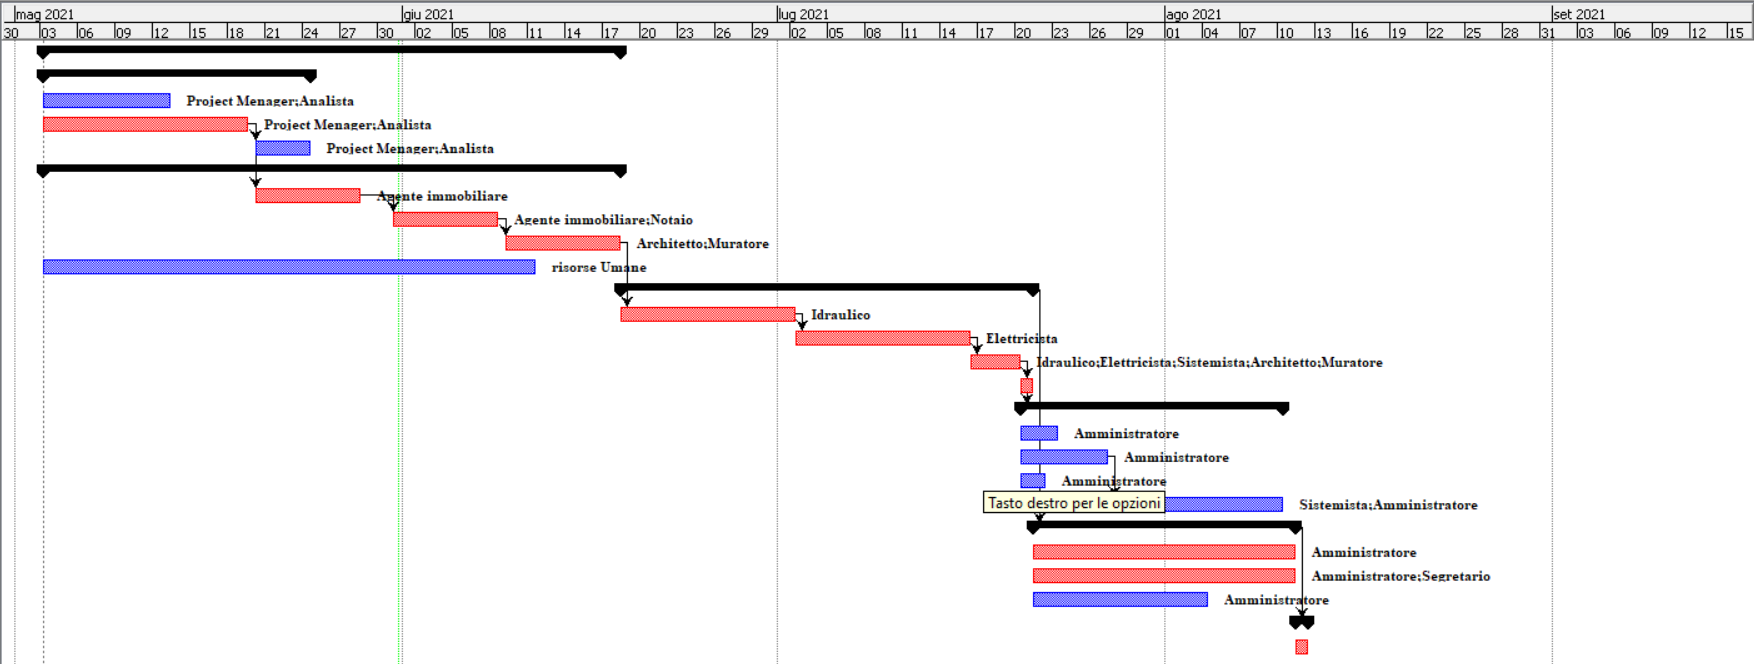 mag 2021 giu 2021 lug 2021 ago 2021 set 2021
30 03 06 09 12 15 18 21 24 27 30 02 05 08 11 14 17 20 23 26 29 02 05 08 11 14 17 20 23 26 29 01 04 07 10 13 16 19 22 25 28 31 03 06 09 12 15
Project Menager;Analista
Project Menager;Analista
Project Menager;Analista
Agente immobiliare
Agente immobiliare;Notaio
Architetto;Muratore
risorse Umane
Idraulico
Elettricista
Idraulico;Elettricista;Sistemista;Architetto;Muratore
Amministratore
Amministratore
Amministratore
Tasto destro per le opzioni Sistemista;Amministratore
Amministratore
Amministratore;Segretario
Amministratore